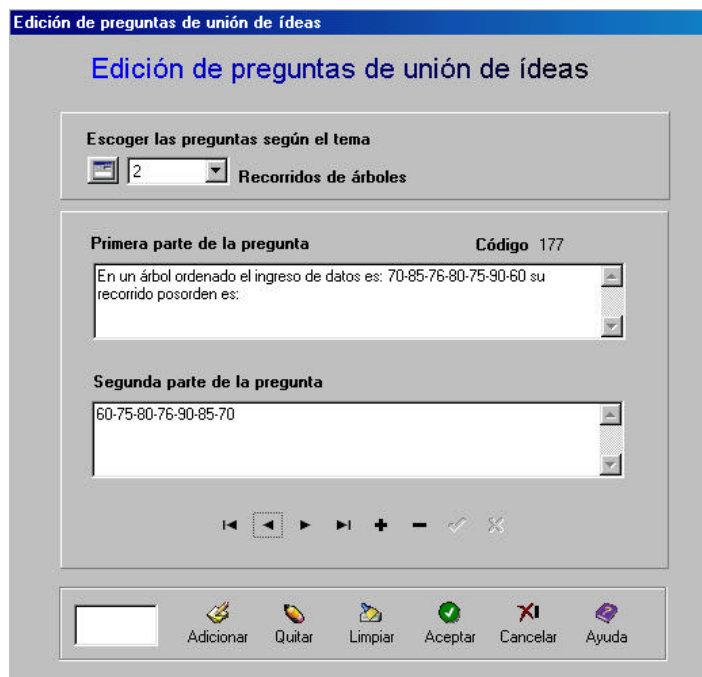 Edición de preguntas de unión de ídeas
Edición de preguntas de unión de ídeas
Escoger las preguntas según el tema
2 Recorridos de árboles
Primera parte de la pregunta Código 177
En un árbol ordenado el ingreso de datos es: 70-85-76-80-75-90-60 su
recorrido posorden es:
Segunda parte de la pregunta
60-75-80-76-90-85-70
Adicionar Quitar Limpiar Aceptar Cancelar Ayuda